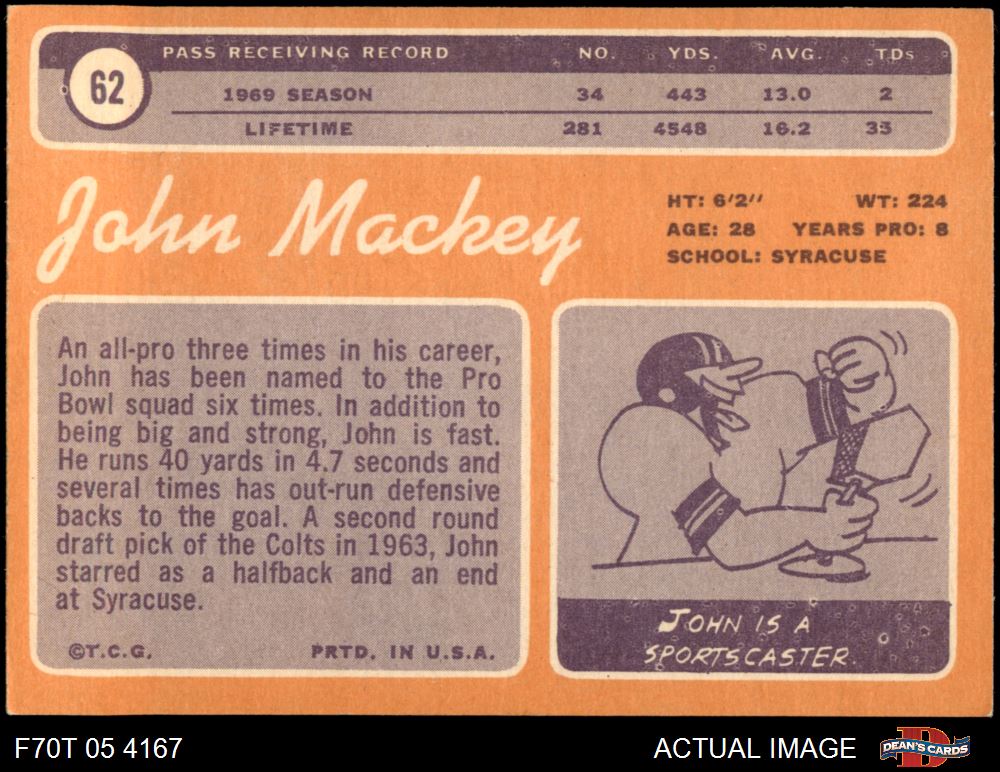 62
PASS RECEIVING RECORD NO. YDS. AVG. TDs
1969 SEASON 34 443 13.0 2
LIFETIME 281 4548 16.2 35
John Mackey
HT: 6'2" WT: 224
AGE: 28 YEARS PRO: 8
SCHOOL: SYRACUSE
An all-pro three times in his career,
John has been named to the Pro
Bowl squad six times. In addition to
being big and strong, John is fast.
He runs 40 yards in 4.7 seconds and
several times has out-run defensive
backs to the goal. A second round
draft pick of the Colts in 1963, John
starred as a halfback and an end
at Syracuse.
©T.C.G. PRTD. IN U.S.A.
JOHN IS A
SPORTSCASTER.
F70T 05 4167
ACTUAL IMAGE
D
DEAN'S CARDS